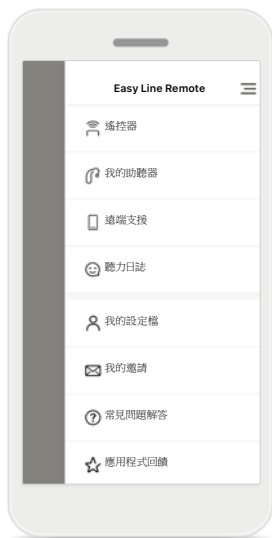 Easy Line Remote
遙控器
我的助聽器
遠端支援
聽力日誌
我的設定檔
我的邀請
常見問題解答
應用程式回饋